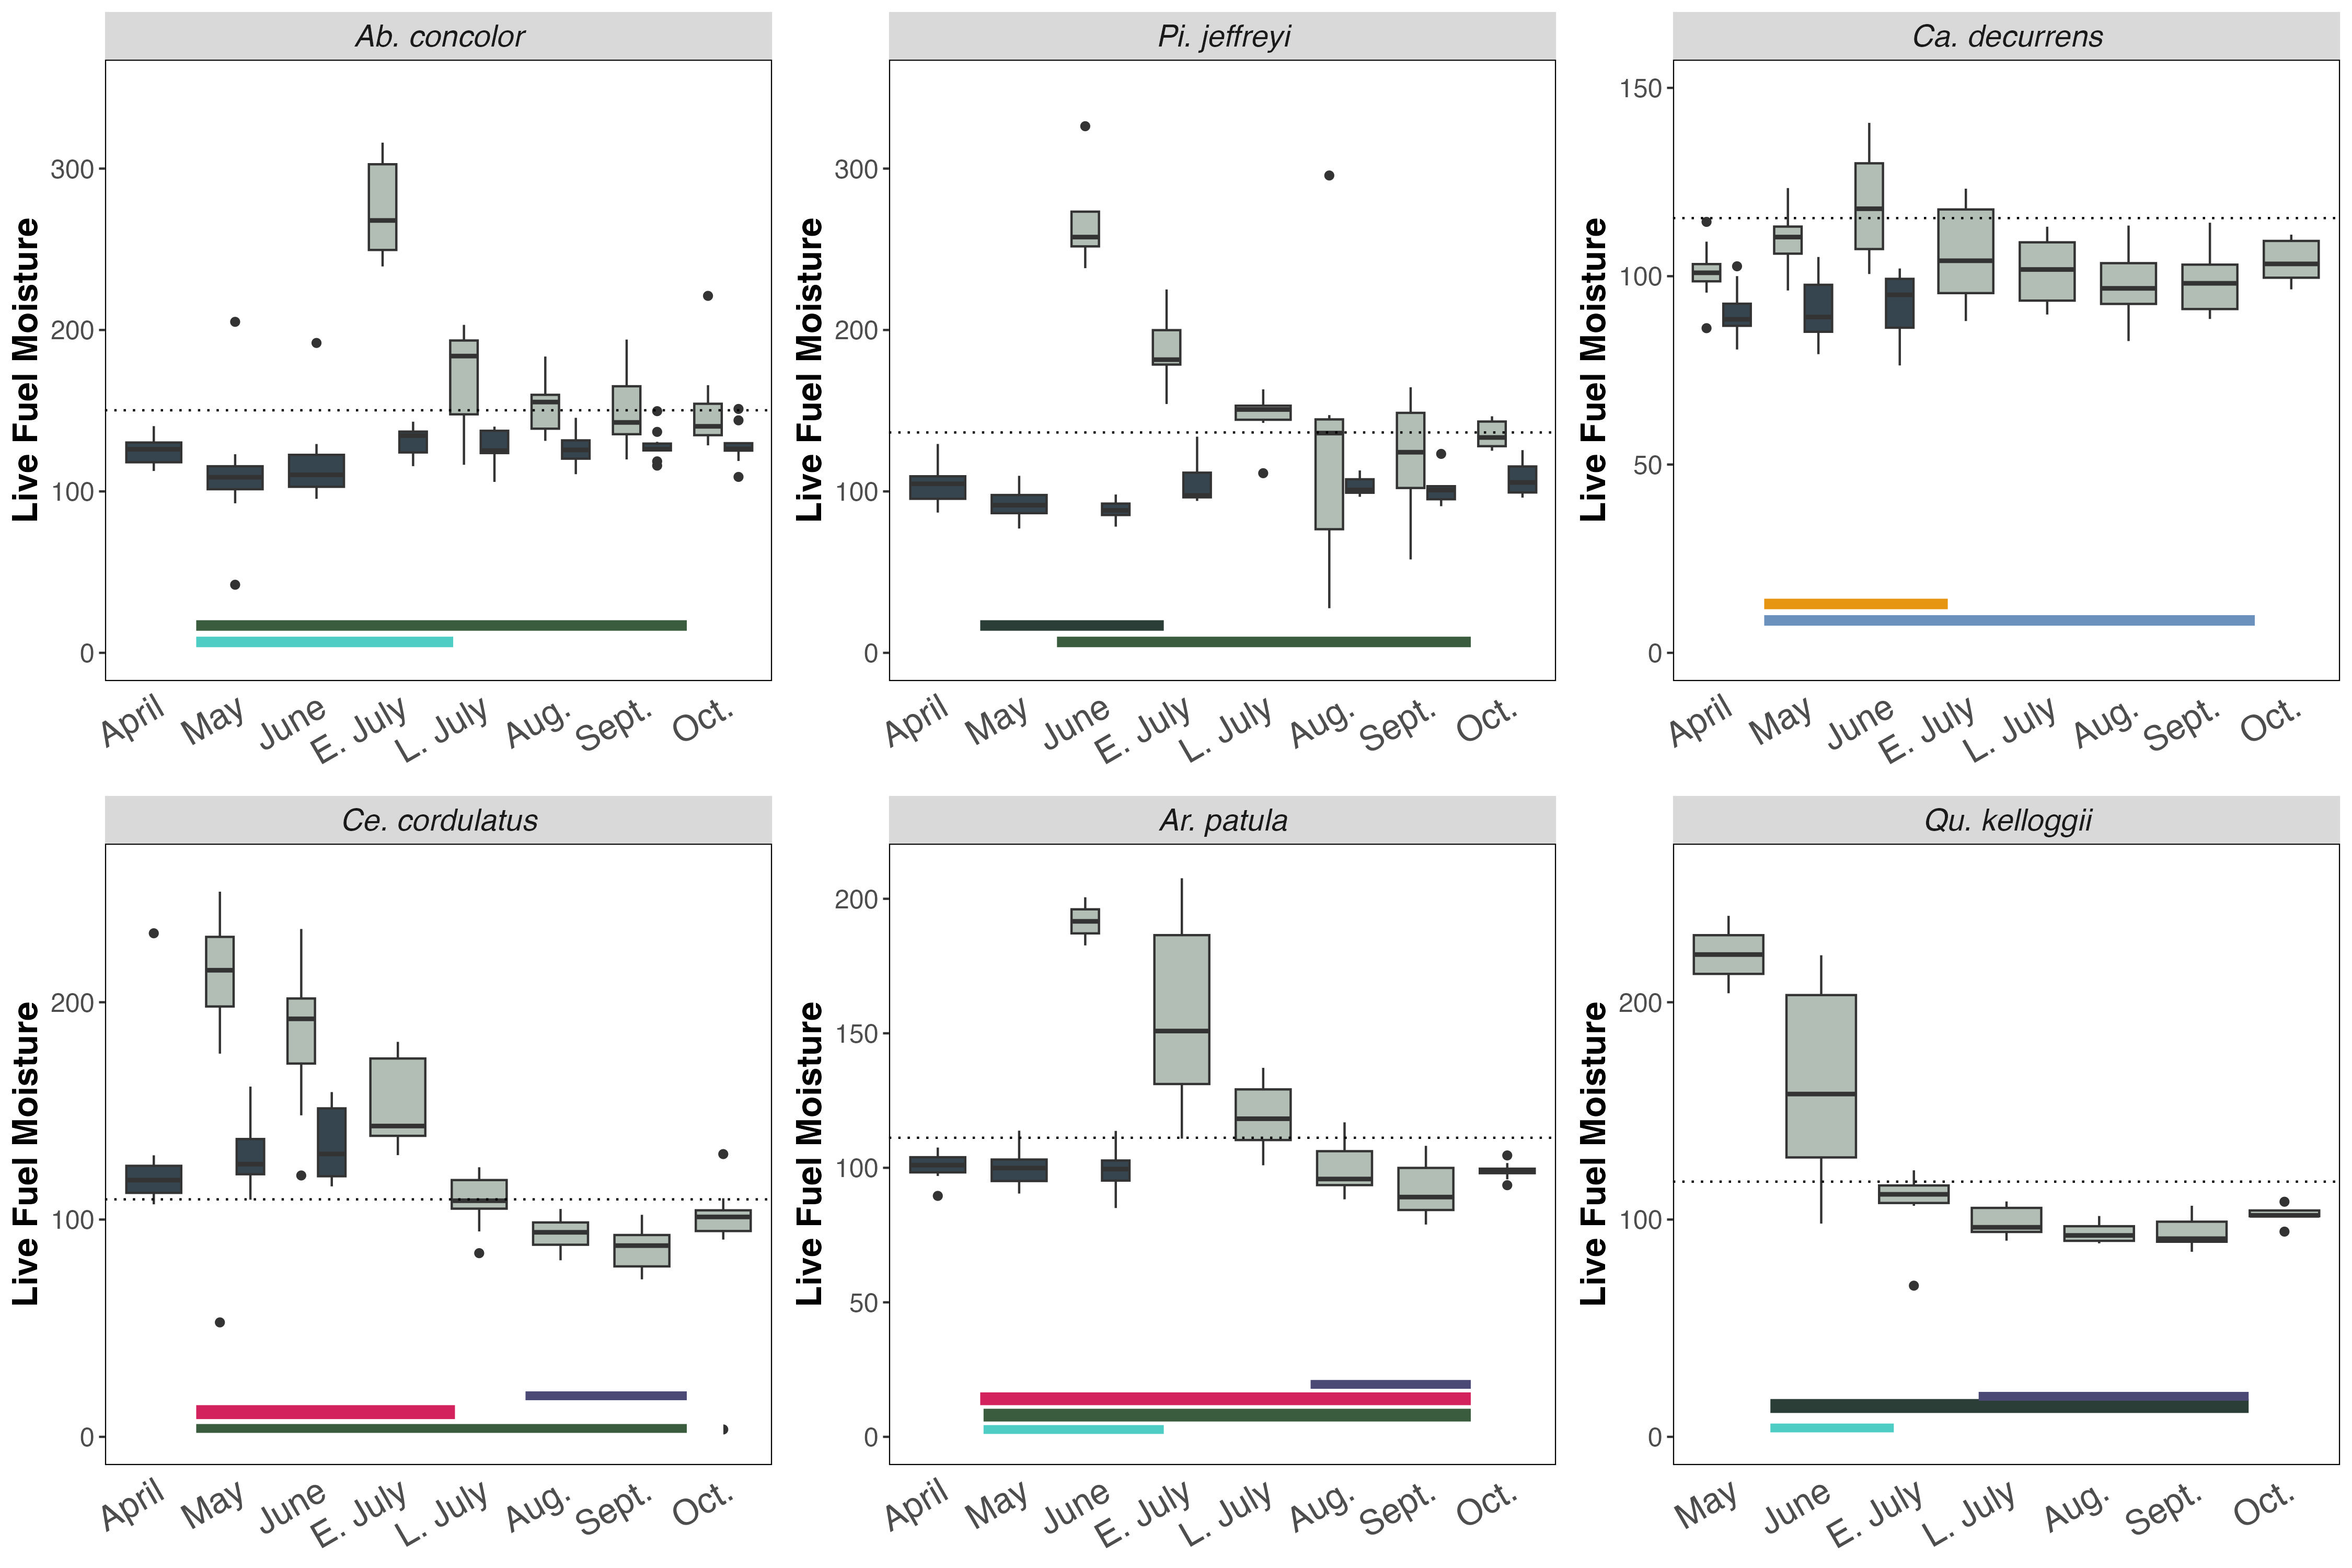 Ab. concolor
Live Fuel Moisture
300
200
100
0
April May June E. July L. July Aug. Sept. Oct.
Pi. jeffreyi
Live Fuel Moisture
300
200
100
0
April May June E. July L. July Aug. Sept. Oct.
Ca. decurrens
Live Fuel Moisture
150
100
50
0
April May June E. July L. July Aug. Sept. Oct.
Ce. cordulatus
Live Fuel Moisture
200
100
0
April May June E. July L. July Aug. Sept. Oct.
Ar. patula
Live Fuel Moisture
200
150
100
50
0
April May June E. July L. July Aug. Sept. Oct.
Qu. kelloggii
Live Fuel Moisture
200
100
0
May June E. July L. July Aug. Sept. Oct.